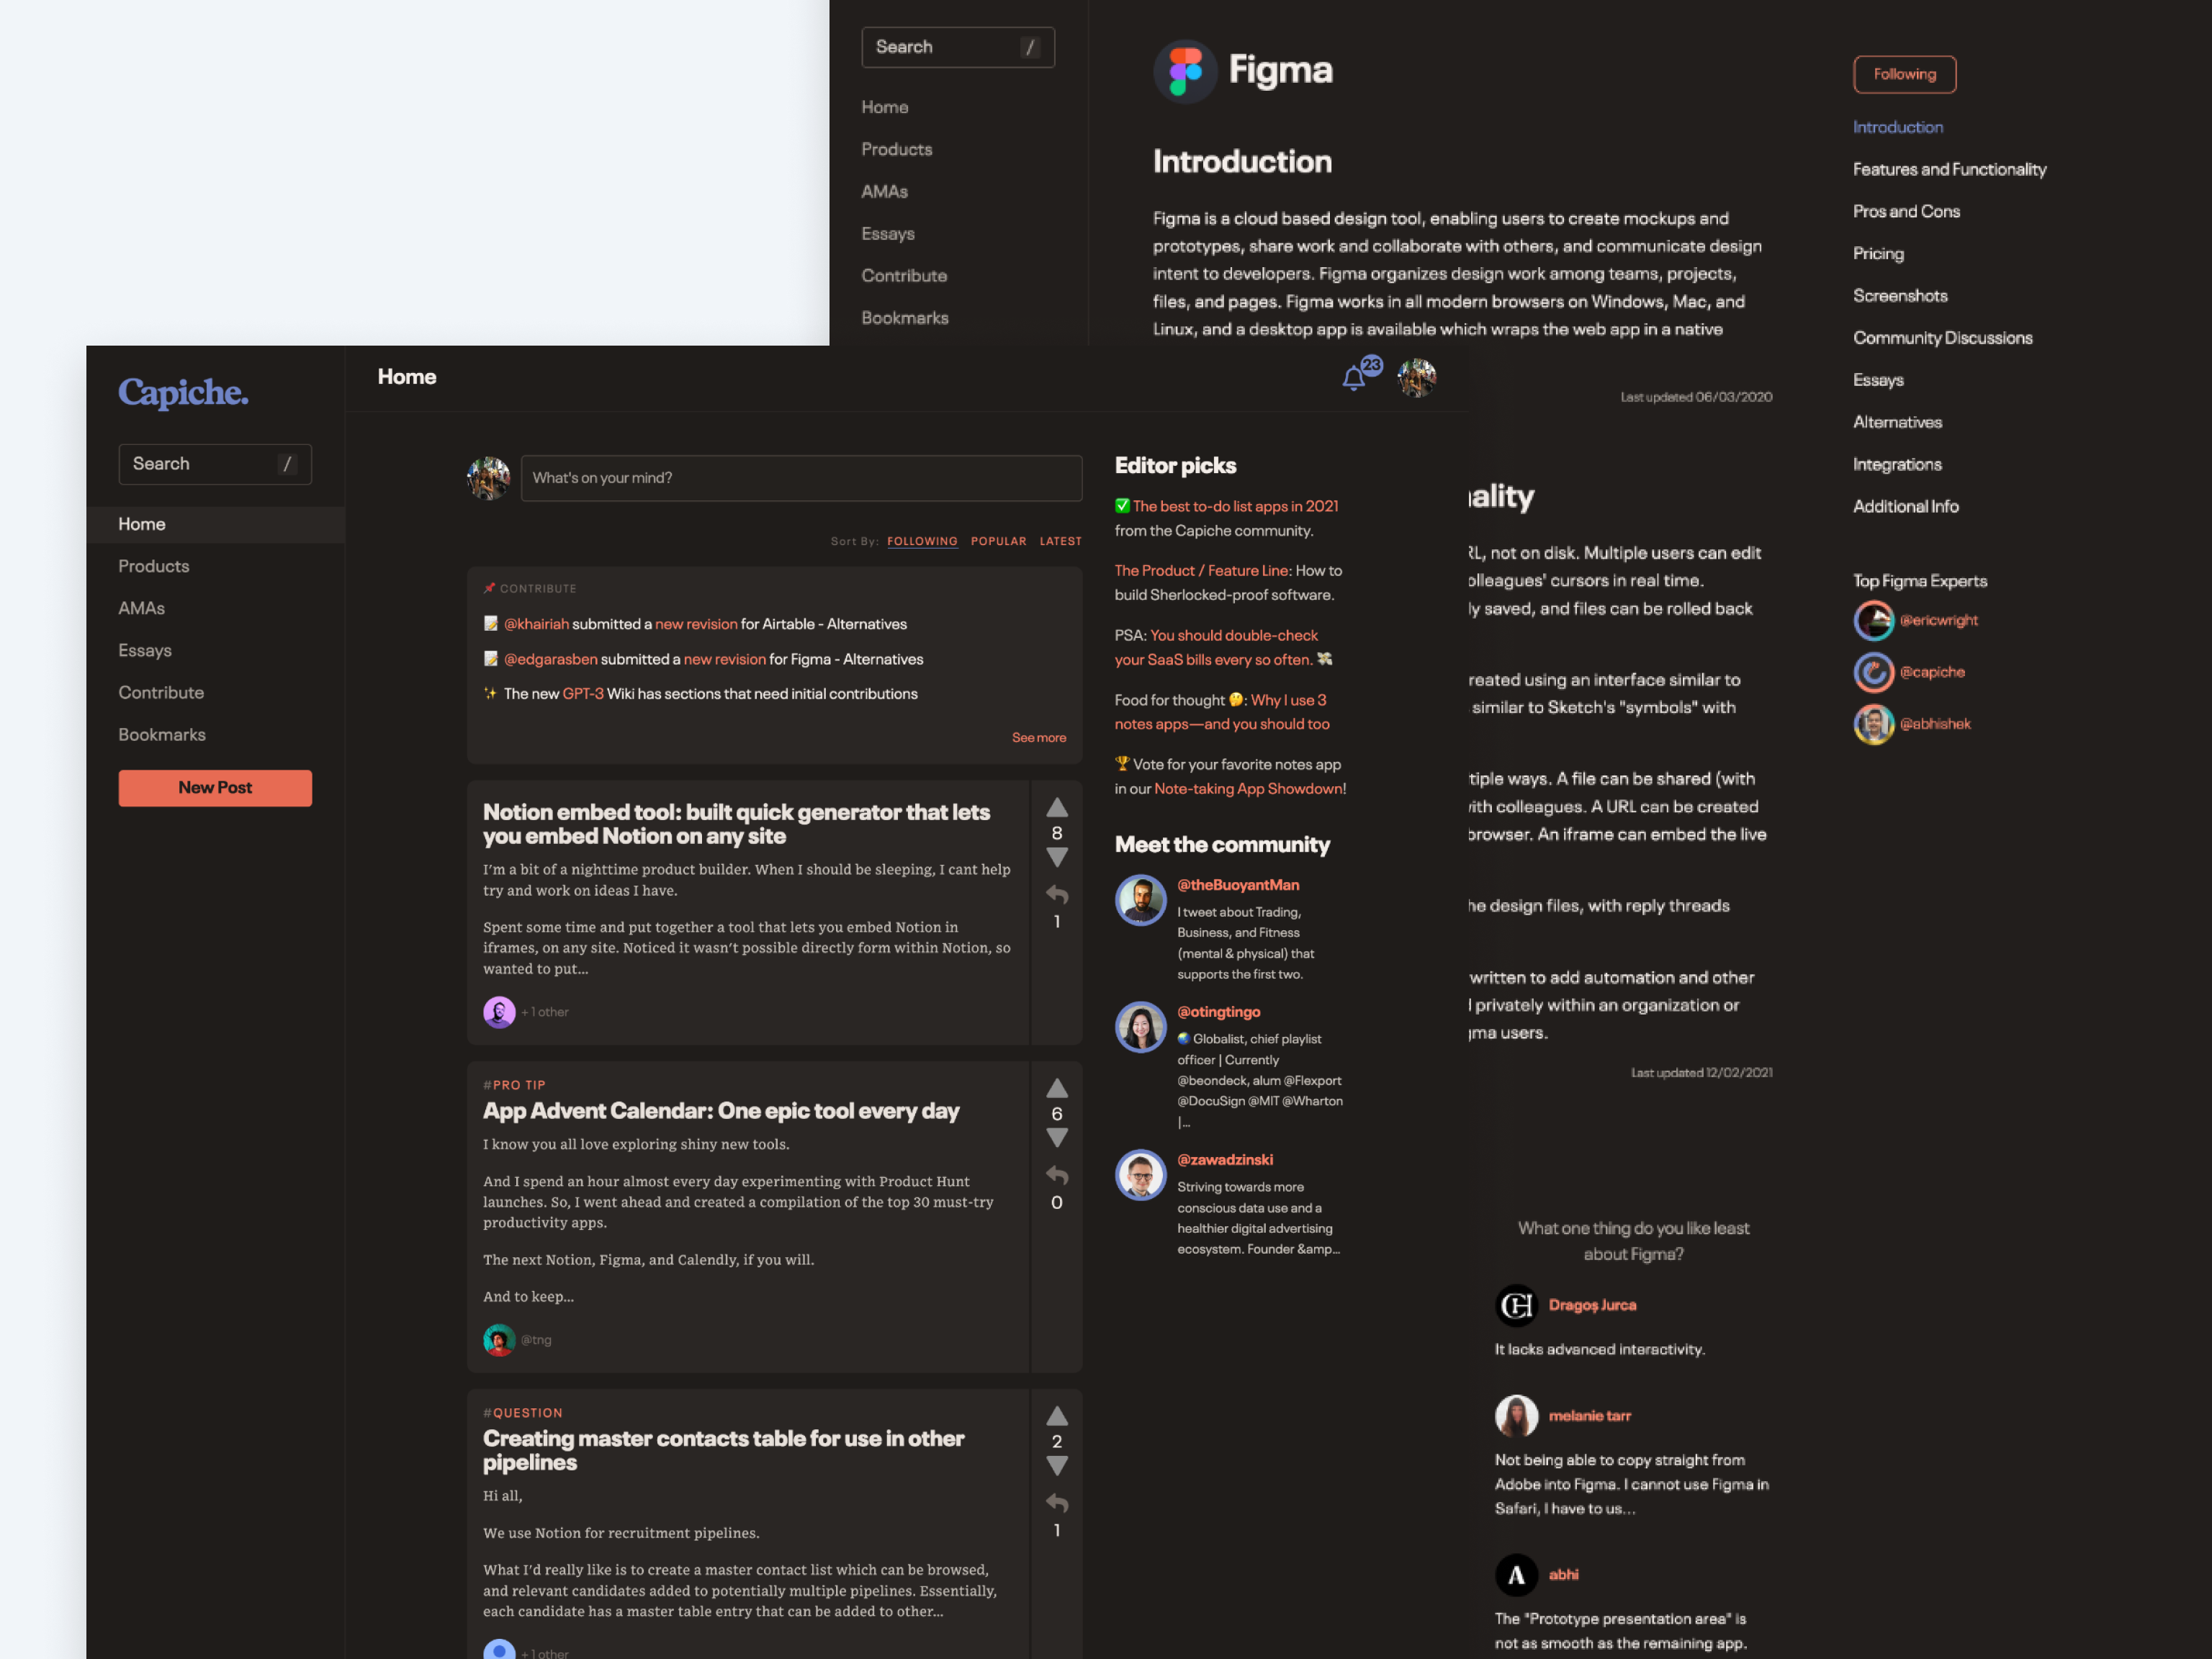 Search /
Home
Products
AMAs
Essays
Contribute
Bookmarks
Figma
Introduction
Figma is a cloud based design tool, enabling users to create mockups and
prototypes, share work and collaborate with others, and communicate design
intent to developers. Figma organizes design work among teams, projects,
files, and pages. Figma works in all modern browsers on Windows, Mac, and
Linux, and a desktop app is available which wraps the web app in a native
Last updated 06/03/2020
ality
RL, not on disk. Multiple users can edit
olleagues' cursors in real time.
ly saved, and files can be rolled back
reated using an interface similar to
similar to Sketch's "symbols" with
tiple ways. A file can be shared (with
ith colleagues. A URL can be created
browser. An iframe can embed the live
he design files, with reply threads
written to add automation and other
privately within an organization or
gma users.
Last updated 12/02/2021
What one thing do you like least
about Figma?
Dragoș Jurca
It lacks advanced interactivity.
melanie tarr
Not being able to copy straight from
Adobe into Figma. I cannot use Figma in
Safari, I have to us...
A abhi
The "Prototype presentation area" is
not as smooth as the remaining app.
Following
Introduction
Features and Functionality
Pros and Cons
Pricing
Screenshots
Community Discussions
Essays
Alternatives
Integrations
Additional Info
Top Figma Experts
@ericwright
@capiche
@abhishek
Capiche.
Search /
Home
Products
AMAs
Essays
Contribute
Bookmarks
New Post
Home
23
What's on your mind?
Sort By: FOLLOWING POPULAR LATEST
CONTRIBUTE
@khairiah submitted a new revision for Airtable - Alternatives
@edgarasben submitted a new revision for Figma - Alternatives
The new GPT-3 Wiki has sections that need initial contributions
See more
Notion embed tool: built quick generator that lets
you embed Notion on any site
I'm a bit of a nighttime product builder. When I should be sleeping, I cant help
try and work on ideas I have.
Spent some time and put together a tool that lets you embed Notion in
iframes, on any site. Noticed it wasn't possible directly form within Notion, so
wanted to put...
+ 1 other
8
1
#PRO TIP
App Advent Calendar: One epic tool every day
I know you all love exploring shiny new tools.
And I spend an hour almost every day experimenting with Product Hunt
launches. So, I went ahead and created a compilation of the top 30 must-try
productivity apps.
The next Notion, Figma, and Calendly, if you will.
And to keep...
@tng
6
0
#QUESTION
Creating master contacts table for use in other
pipelines
Hi all,
We use Notion for recruitment pipelines.
What I'd really like is to create a master contact list which can be browsed,
and relevant candidates added to potentially multiple pipelines. Essentially,
each candidate has a master table entry that can be added to other...
+ 1 other
2
1
Editor picks
✅ The best to-do list apps in 2021
from the Capiche community.
The Product / Feature Line: How to
build Sherlocked-proof software.
PSA: You should double-check
your SaaS bills every so often. 💸
Food for thought 🤔: Why I use 3
notes apps—and you should too
🏆 Vote for your favorite notes app
in our Note-taking App Showdown!
Meet the community
@theBuoyantMan
I tweet about Trading,
Business, and Fitness
(mental & physical) that
supports the first two.
@otingtingo
🌏 Globalist, chief playlist
officer | Currently
@beondeck, alum @Flexport
@DocuSign @MIT @Wharton
|...
@zawadzinski
Striving towards more
conscious data use and a
healthier digital advertising
ecosystem. Founder &amp...